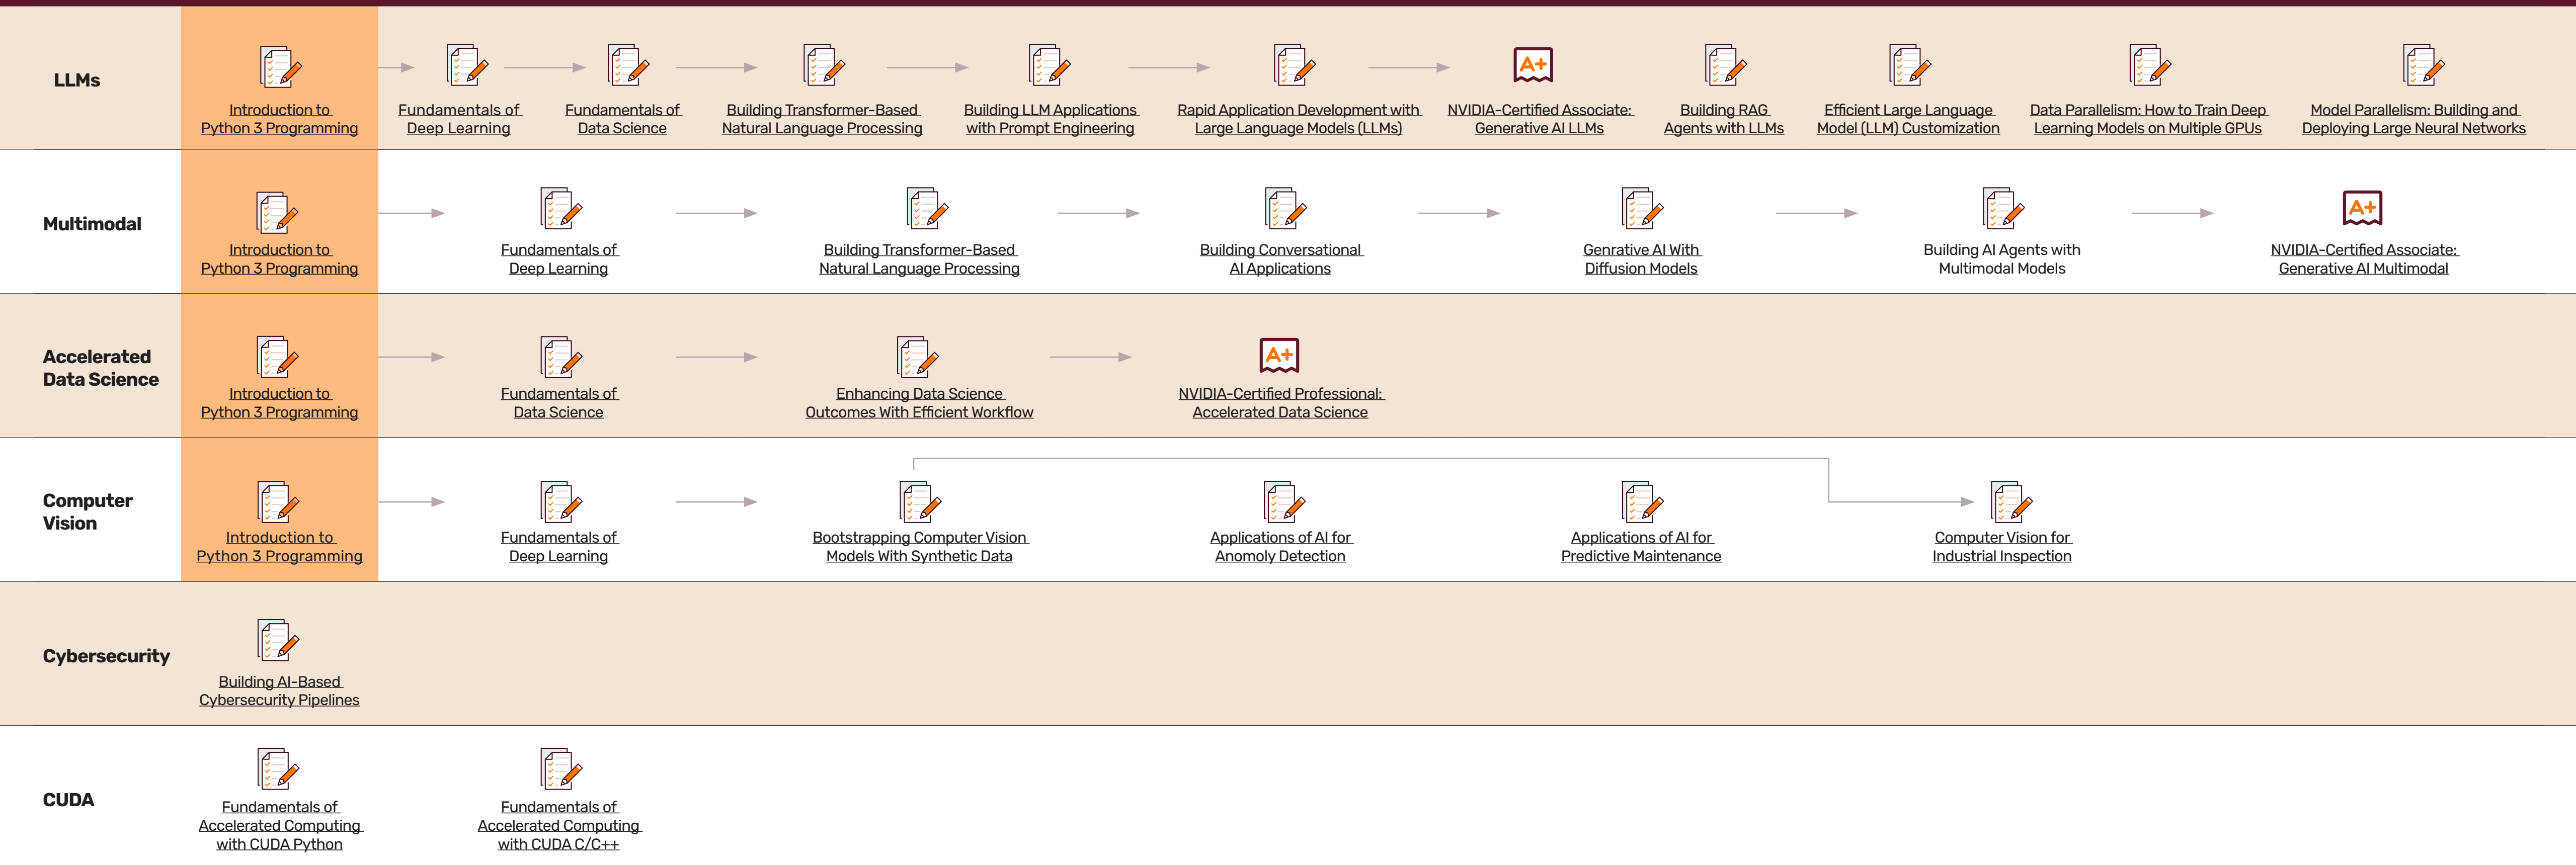 LLMs
Introduction to
Python 3 Programming
Fundamentals of
Deep Learning
Fundamentals of
Data Science
Building Transformer-Based
Natural Language Processing
Building LLM Applications
with Prompt Engineering
Rapid Application Development with
Large Language Models (LLMs)
A+
NVIDIA-Certified Associate:
Generative AI LLMs
Building RAG
Agents with LLMs
Efficient Large Language
Model (LLM) Customization
Data Parallelism: How to Train Deep
Learning Models on Multiple GPUs
Model Parallelism: Building and
Deploying Large Neural Networks
Multimodal
Introduction to
Python 3 Programming
Fundamentals of
Deep Learning
Building Transformer-Based
Natural Language Processing
Building Conversational
AI Applications
Genrative AI With
Diffusion Models
Building AI Agents with
Multimodal Models
A+
NVIDIA-Certified Associate:
Generative AI Multimodal
Accelerated
Data Science
Introduction to
Python 3 Programming
Fundamentals of
Data Science
Enhancing Data Science
Outcomes With Efficient Workflow
A+
NVIDIA-Certified Professional:
Accelerated Data Science
Computer
Vision
Introduction to
Python 3 Programming
Fundamentals of
Deep Learning
Bootstrapping Computer Vision
Models With Synthetic Data
Applications of AI for
Anomoly Detection
Applications of AI for
Predictive Maintenance
Computer Vision for
Industrial Inspection
Cybersecurity
Building AI-Based
Cybersecurity Pipelines
CUDA
Fundamentals of
Accelerated Computing
with CUDA Python
Fundamentals of
Accelerated Computing
with CUDA C/C++